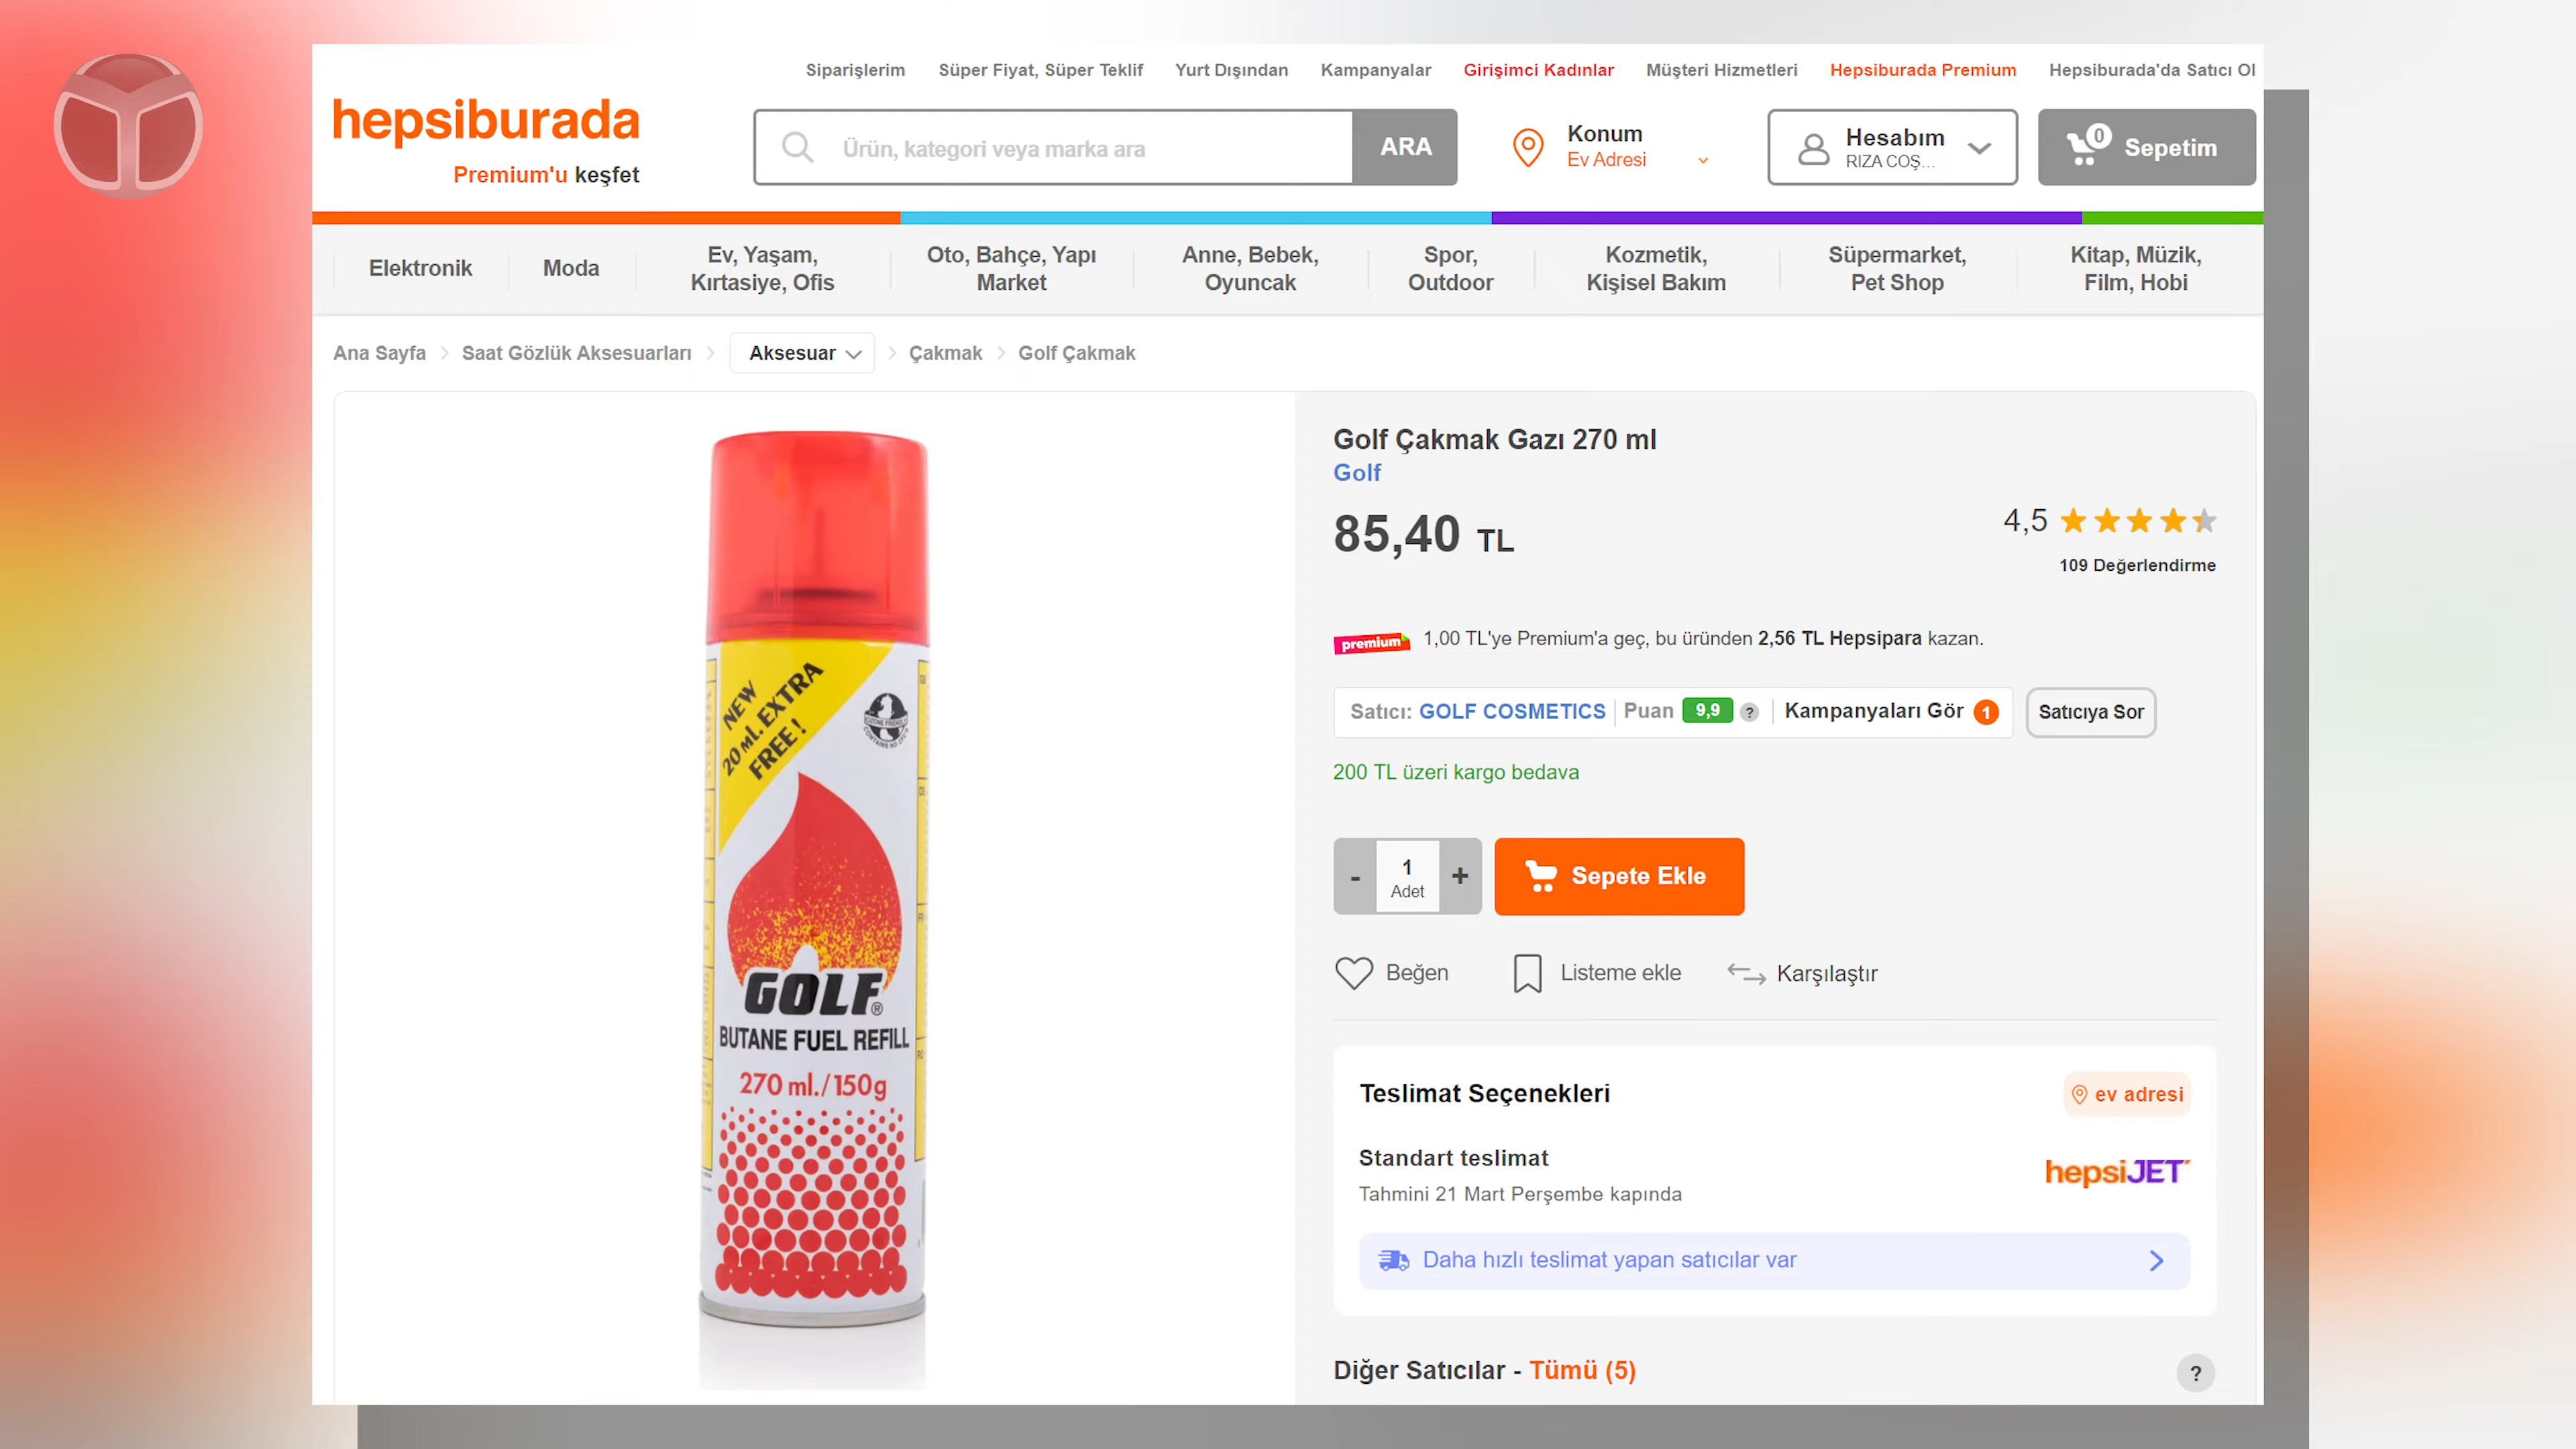 Siparişlerim Süper Fiyat, Süper Teklif Yurt Dışından Kampanyalar Girişimci Kadınlar Müşteri Hizmetleri Hepsiburada Premium Hepsiburada'da Satıcı Ol
hepsiburada
Premium'u keşfet
Ürün, kategori veya marka ara
ARA
Konum
Ev Adresi
Hesabım
RIZA COŞ...
0
Sepetim
Elektronik
Moda
Ev, Yaşam,
Kırtasiye, Ofis
Oto, Bahçe, Yapı
Market
Anne, Bebek,
Oyuncak
Spor,
Outdoor
Kozmetik,
Kişisel Bakım
Süpermarket,
Pet Shop
Kitap, Müzik,
Film, Hobi
Ana Sayfa > Saat Gözlük Aksesuarları > Aksesuar > Çakmak > Golf Çakmak
NEW
20 ML. EXTRA
FREE!
GOLF®
BUTANE FUEL REFILL
270 ml./150g
Golf Çakmak Gazı 270 ml
Golf
85,40 TL
4,5
109 Değerlendirme
premium 1,00 TL'ye Premium'a geç, bu üründen 2,56 TL Hepsipara kazan.
Satıcı: GOLF COSMETICS Puan 9,9 ? Kampanyaları Gör 1 Satıcıya Sor
200 TL üzeri kargo bedava
- 1 +
Adet
Sepete Ekle
Beğen Listeme ekle Karşılaştır
Teslimat Seçenekleri
ev adresi
Standart teslimat
hepsiJET
Tahmini 21 Mart Perşembe kapında
Daha hızlı teslimat yapan satıcılar var
Diğer Satıcılar - Tümü (5)
?